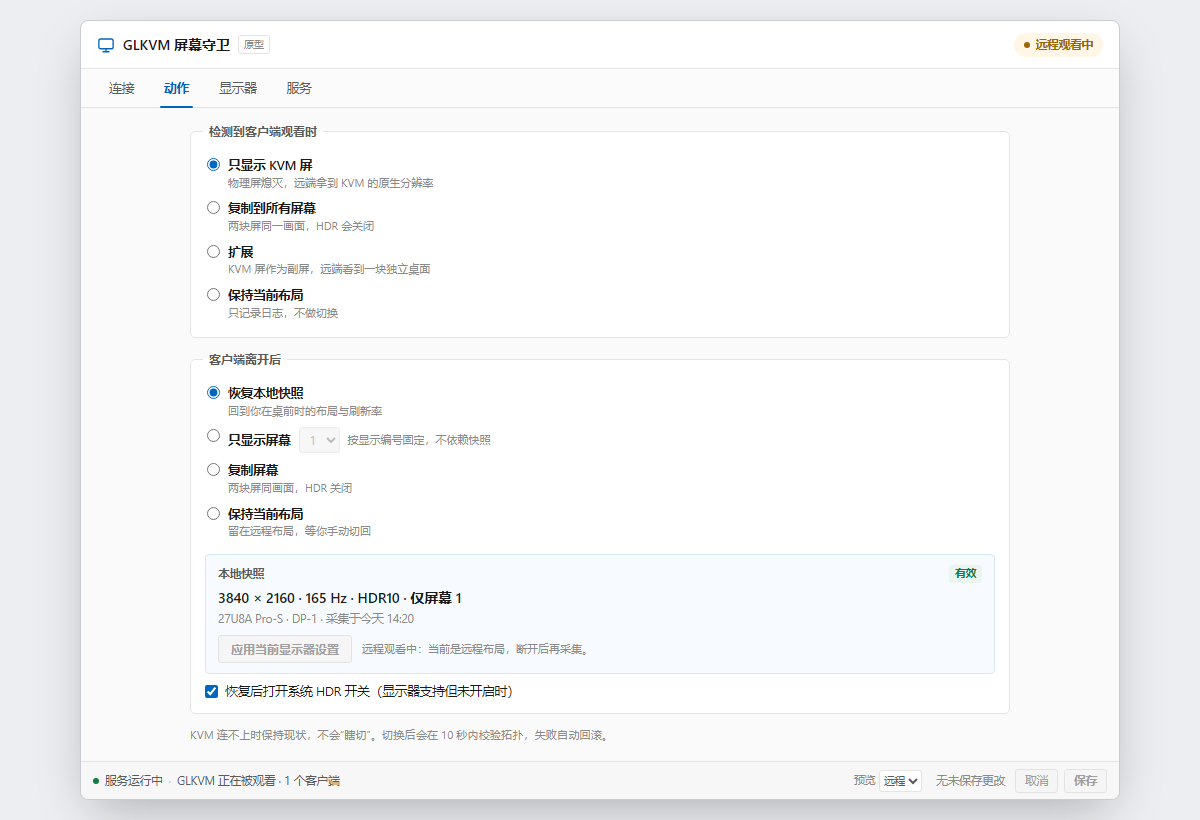 GLKVM 屏幕守卫 原型 远程观看中
连接 动作 显示器 服务
检测到客户端观看时
只显示 KVM 屏
物理屏熄灭，远端拿到 KVM 的原生分辨率
复制到所有屏幕
两块屏同一画面，HDR 会关闭
扩展
KVM 屏作为副屏，远端看到一块独立桌面
保持当前布局
只记录日志，不做切换
客户端离开后
恢复本地快照
回到你在桌前时的布局与刷新率
只显示屏幕 1 按显示编号固定，不依赖快照
复制屏幕
两块屏同画面，HDR 关闭
保持当前布局
留在远程布局，等你手动切回
本地快照 有效
3840 × 2160 · 165 Hz · HDR10 · 仅屏幕 1
27U8A Pro-S · DP-1 · 采集于今天 14:20
应用当前显示器设置 远程观看中：当前是远程布局，断开后再采集。
恢复后打开系统 HDR 开关（显示器支持但未开启时）
KVM 连不上时保持现状，不会“瞎切”。切换后会在 10 秒内校验拓扑，失败自动回滚。
服务运行中 · GLKVM 正在被观看 · 1 个客户端 预览 远程 无未保存更改 取消 保存